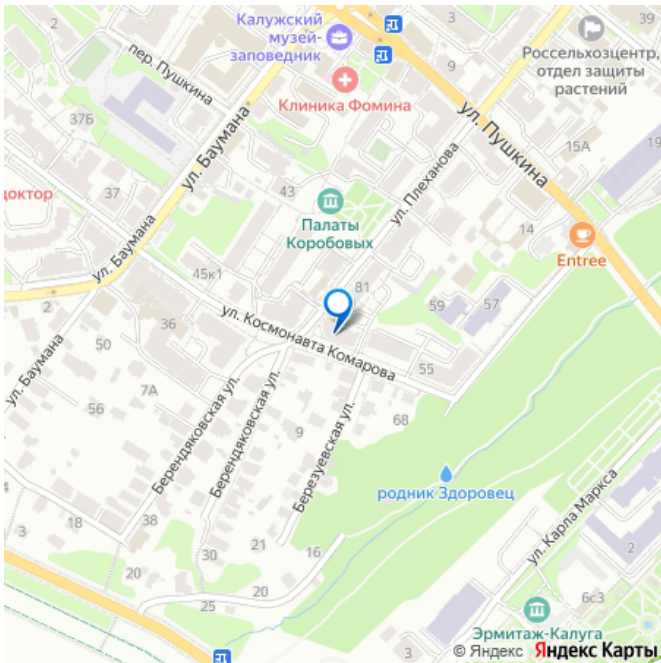 Калужский
музей-
заповедник
3
39
Россельхозцентр,
отдел защиты
растений
пер. Пушкина
9
Клиника Фомина
ул. Пушкина
37Б
ул. Баумана
15А
19
доктор
37
43
ул. Плеханова
Палаты
Коробовых
14
Entree
ул. Баумана
45к1
81
59
57
2
36
ул. Космонавта Комарова
50
55
ул. Баумана
7А
56
68
Берендяковская ул.
Берендяковская ул.
9
Березуевская ул.
родник Здоровец
ул. Карла Маркса
4
18
3
38
21
16
2
20
30
20
25
6с3
Эрмитаж-Калуга
© Яндекс Яндекс Карты